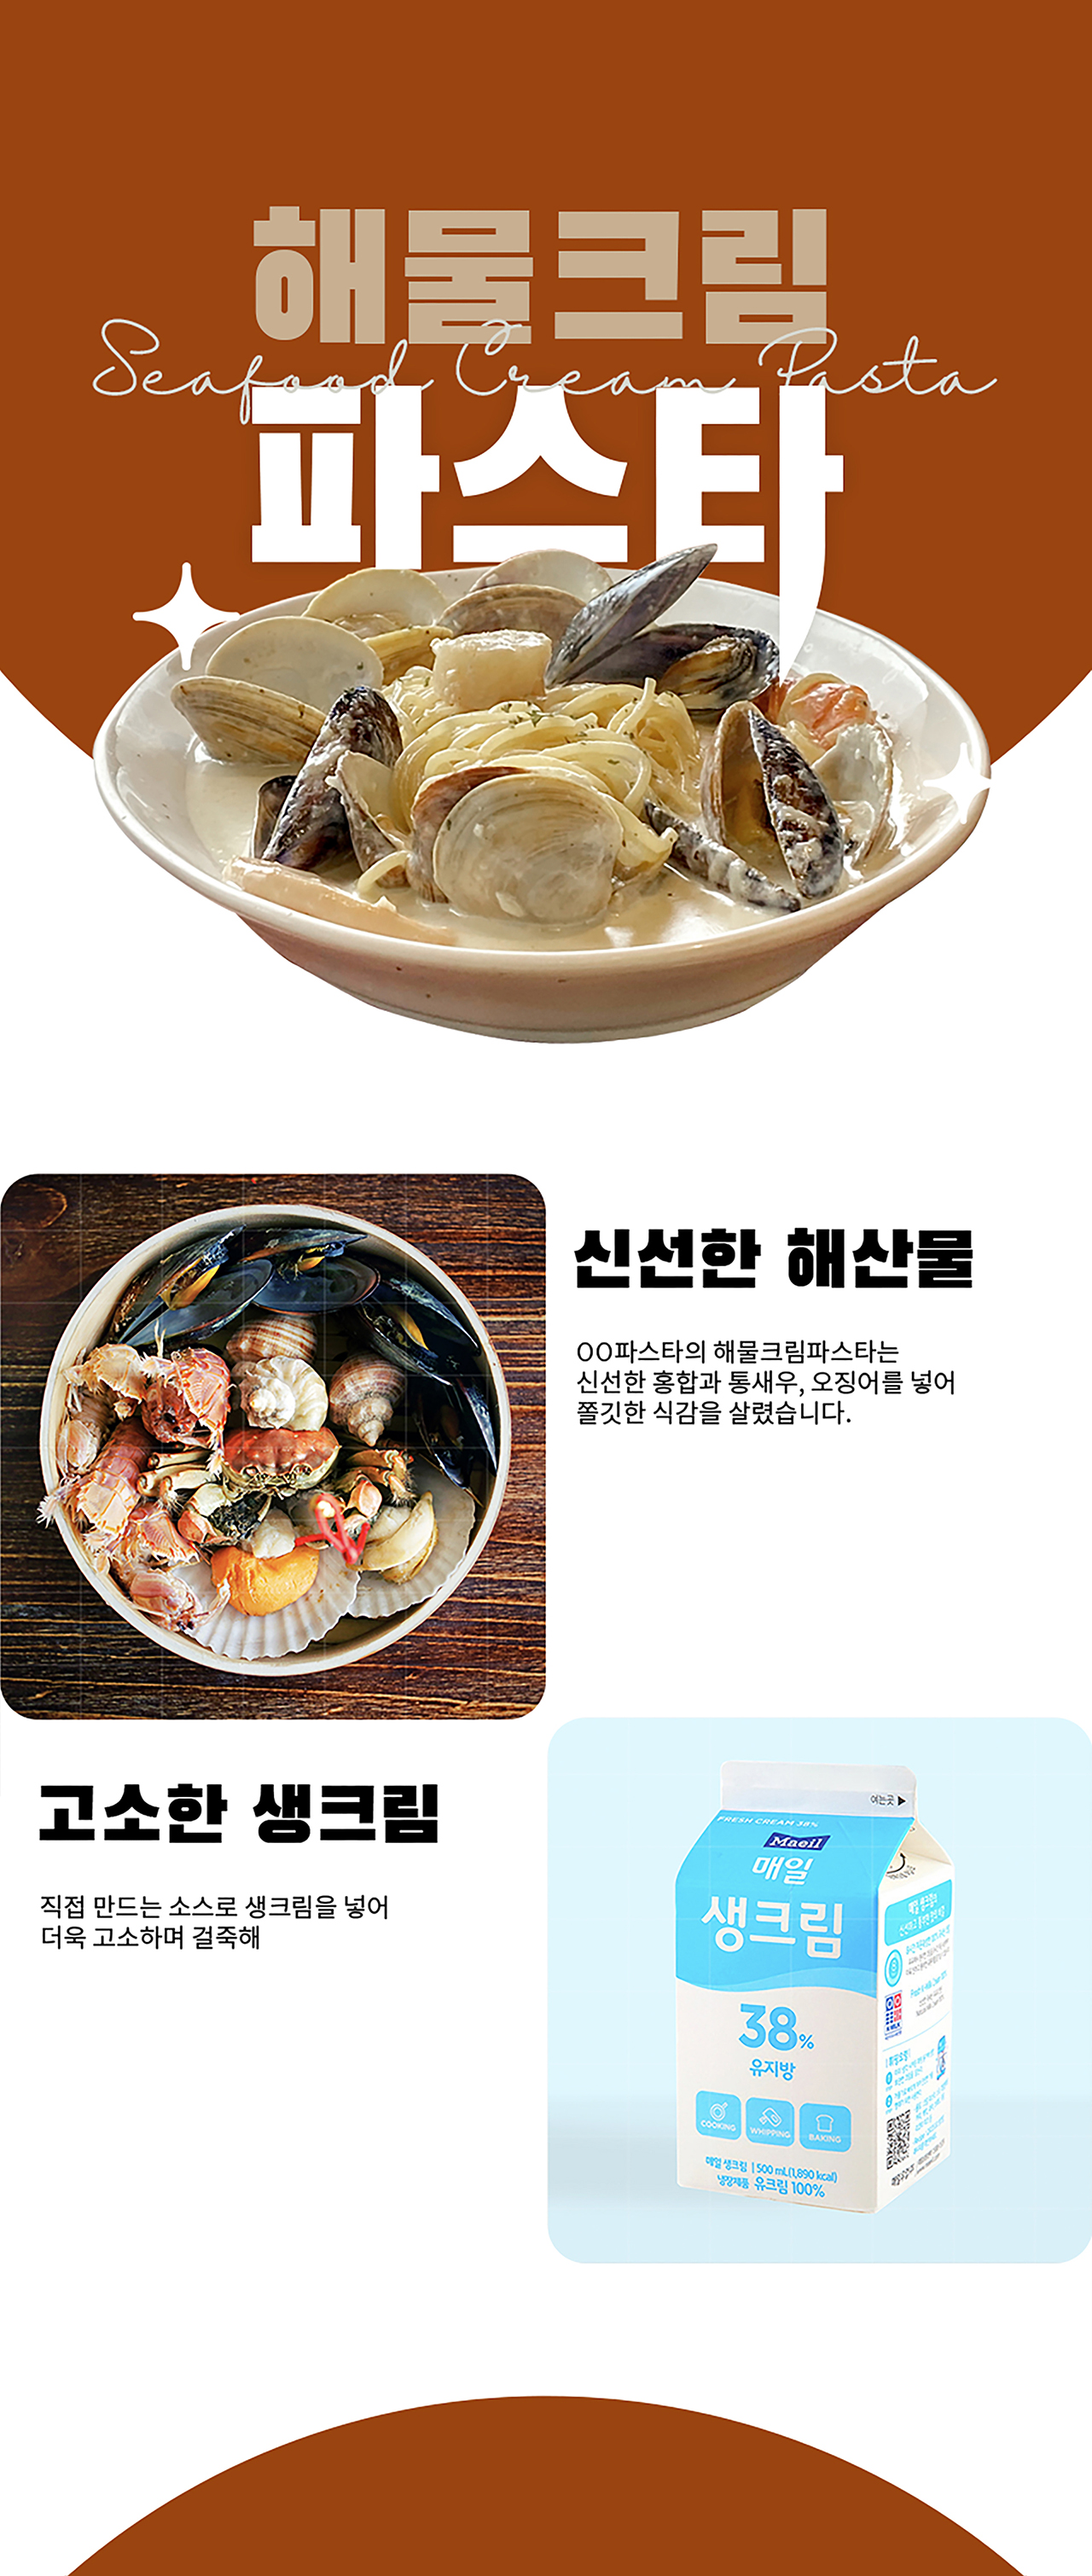 해물크림
Seafood Cream Pasta
파스타
신선한 해산물
OO파스타의 해물크림파스타는
신선한 홍합과 통새우, 오징어를 넣어
쫄깃한 식감을 살렸습니다.
고소한 생크림
직접 만드는 소스로 생크림을 넣어
더욱 고소하며 걸죽해
여는곳 ▶
FRESH CREAM 38%
Maeil
매일
생크림
38%
유지방
COOKING
WHIPPING
BAKING
매일 생크림 | 500 mL(1,890 kcal)
냉장제품 유크림 100%